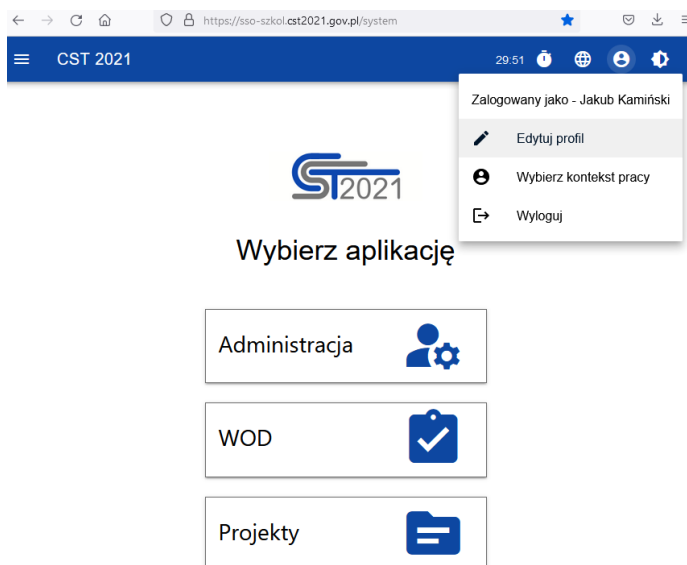 https://sso-szkol.cst2021.gov.pl/system
CST 2021
29:51
Zalogowany jako - Jakub Kamiński
Edytuj profil
Wybierz kontekst pracy
Wyloguj
CST2021
Wybierz aplikację
Administracja
WOD
Projekty